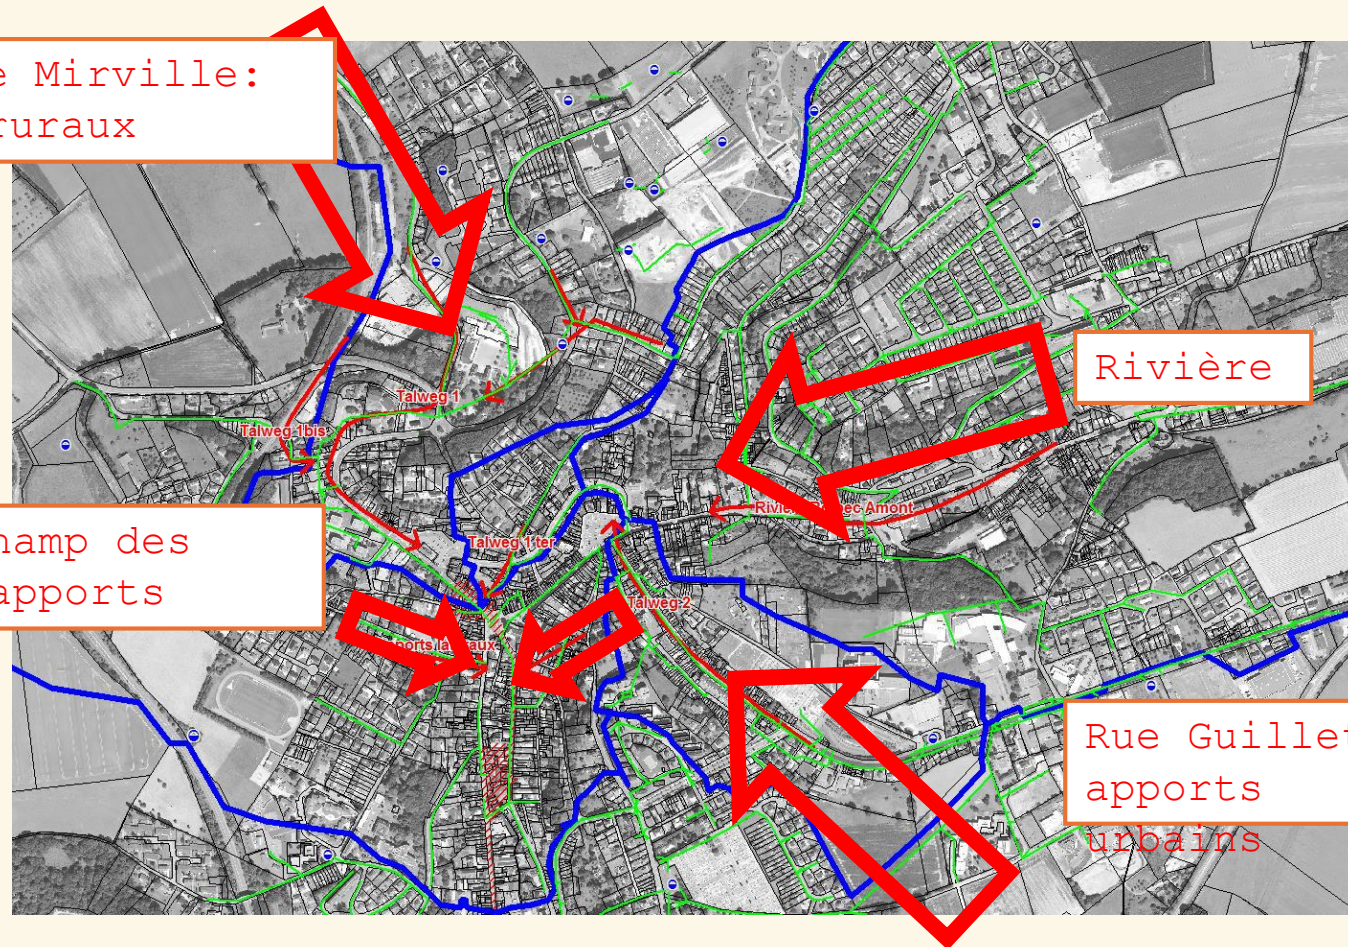 e Mirville:
ruraux
Rivière
Talweg 1
Talweg 1bis
Amont
hamp des
apports
Talweg 1 ter
Talweg 2
Rue Guillet
apports
urbains